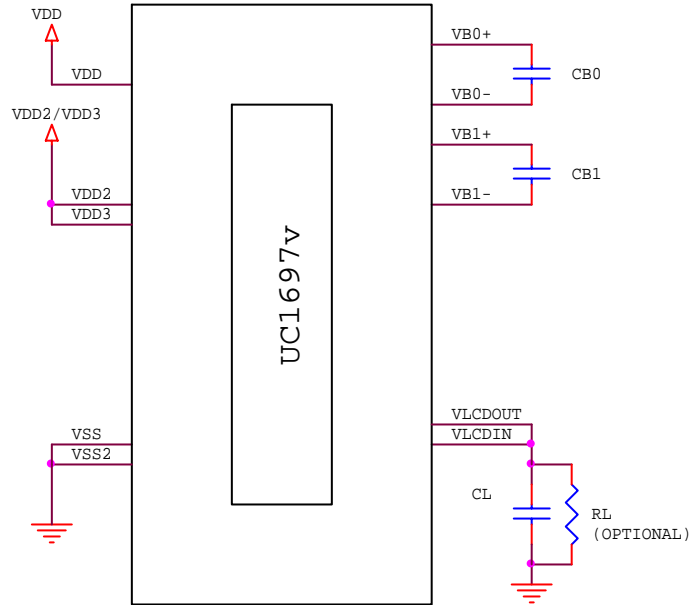 VDD
VDD
VDD2/VDD3
VDD2
VDD3
VSS
VSS2
UC1697v
VB0+
CB0
VB0-
VB1+
CB1
VB1-
VLCDOUT
VLCDIN
CL
RL
(OPTIONAL)